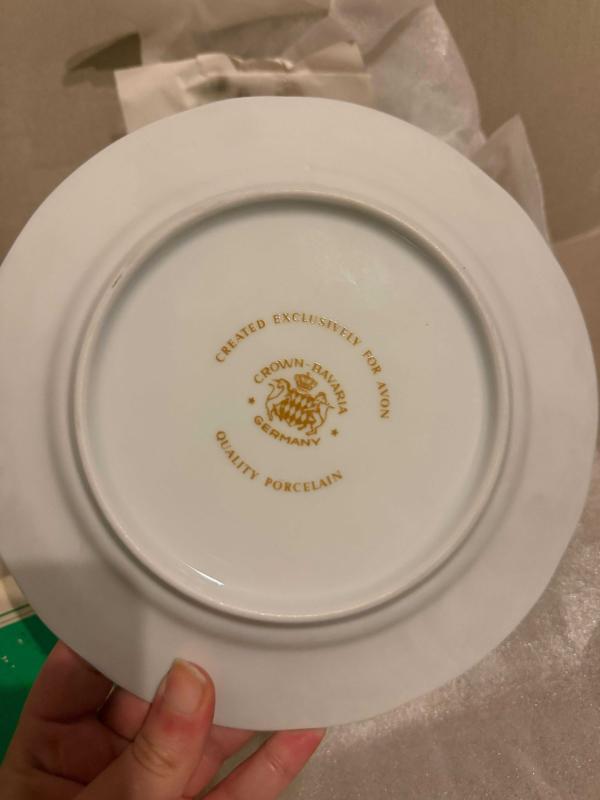 CREATED EXCLUSIVELY FOR AVON
CROWN-BAVARIA
GERMANY
QUALITY PORCELAIN